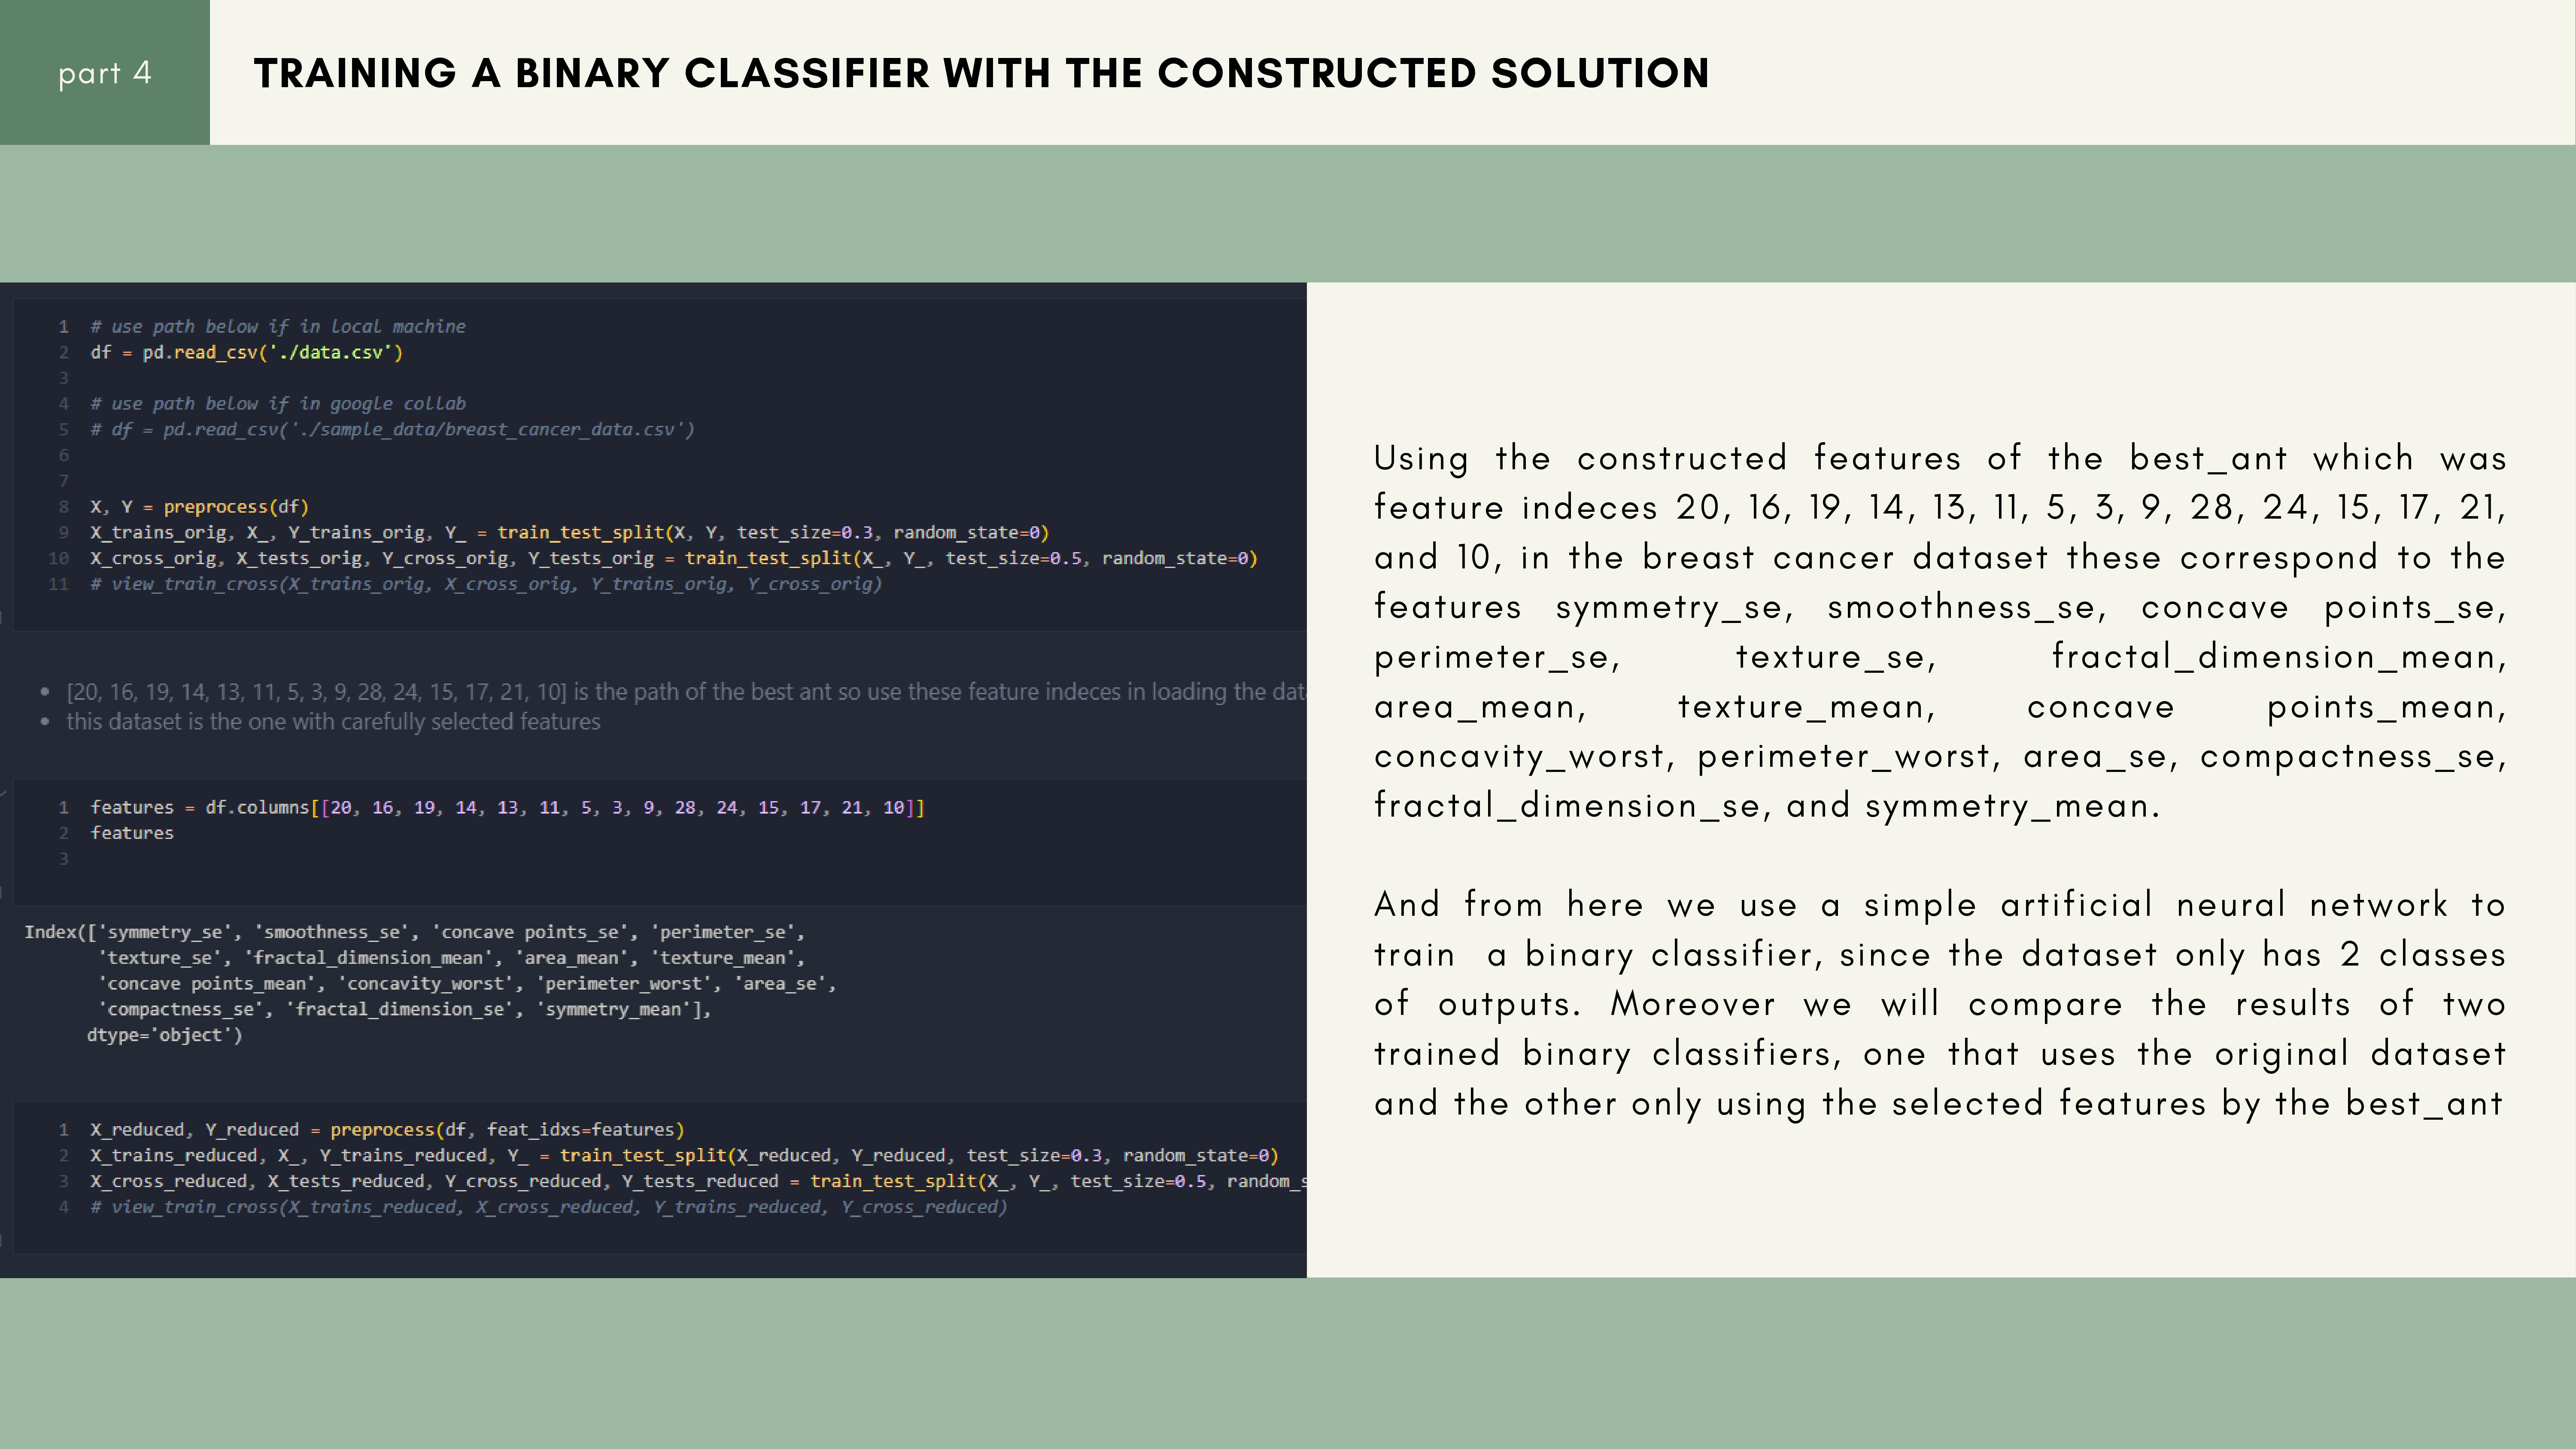 part 4
TRAINING A BINARY CLASSIFIER WITH THE CONSTRUCTED SOLUTION
1 # use path below if in local machine
2 df = pd.read_csv('./data.csv')
3
4 # use path below if in google collab
5 # df = pd.read_csv('./sample_data/breast_cancer_data.csv')
6
7
8 X, Y = preprocess(df)
9 X_trains_orig, X_, Y_trains_orig, Y_ = train_test_split(X, Y, test_size=0.3, random_state=0)
10 X_cross_orig, X_tests_orig, Y_cross_orig, Y_tests_orig = train_test_split(X_, Y_, test_size=0.5, random_state=0)
11 # view_train_cross(X_trains_orig, X_cross_orig, Y_trains_orig, Y_cross_orig)
• [20, 16, 19, 14, 13, 11, 5, 3, 9, 28, 24, 15, 17, 21, 10] is the path of the best ant so use these feature indeces in loading the dat
• this dataset is the one with carefully selected features
1 features = df.columns[[20, 16, 19, 14, 13, 11, 5, 3, 9, 28, 24, 15, 17, 21, 10]]
2 features
3
Index(['symmetry_se', 'smoothness_se', 'concave points_se', 'perimeter_se',
'texture_se', 'fractal_dimension_mean', 'area_mean', 'texture_mean',
'concave points_mean', 'concavity_worst', 'perimeter_worst', 'area_se',
'compactness_se', 'fractal_dimension_se', 'symmetry_mean'],
dtype='object')
1 X_reduced, Y_reduced = preprocess(df, feat_idxs=features)
2 X_trains_reduced, X_, Y_trains_reduced, Y_ = train_test_split(X_reduced, Y_reduced, test_size=0.3, random_state=0)
3 X_cross_reduced, X_tests_reduced, Y_cross_reduced, Y_tests_reduced = train_test_split(X_, Y_, test_size=0.5, random_s
4 # view_train_cross(X_trains_reduced, X_cross_reduced, Y_trains_reduced, Y_cross_reduced)
Using the constructed features of the best_ant which was
feature indeces 20, 16, 19, 14, 13, 11, 5, 3, 9, 28, 24, 15, 17, 21,
and 10, in the breast cancer dataset these correspond to the
features symmetry_se, smoothness_se, concave points_se,
perimeter_se, texture_se, fractal_dimension_mean,
area_mean, texture_mean, concave points_mean,
concavity_worst, perimeter_worst, area_se, compactness_se,
fractal_dimension_se, and symmetry_mean.
And from here we use a simple artificial neural network to
train a binary classifier, since the dataset only has 2 classes
of outputs. Moreover we will compare the results of two
trained binary classifiers, one that uses the original dataset
and the other only using the selected features by the best_ant